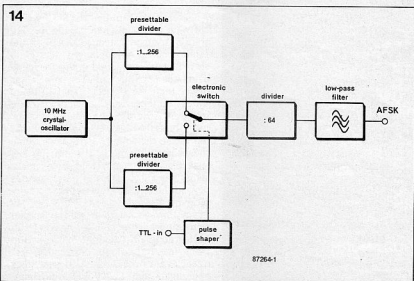 14
presettable
divider
:1...256
10 MHz
crystal-
oscillator
electronic
switch
divider
: 64
low-pass
filter
AFSK
presettable
divider
:1...256
TTL - in
pulse
shaper
87264-1